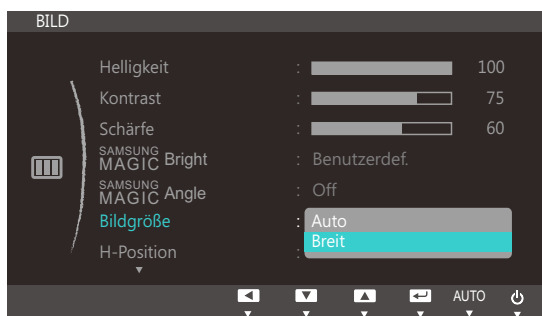 BILD
Helligkeit : 100
Kontrast : 75
Schärfe : 60
SAMSUNG MAGIC Bright : Benutzerdef.
SAMSUNG MAGIC Angle : Off
Bildgröße : Auto
Breit
H-Position :
AUTO